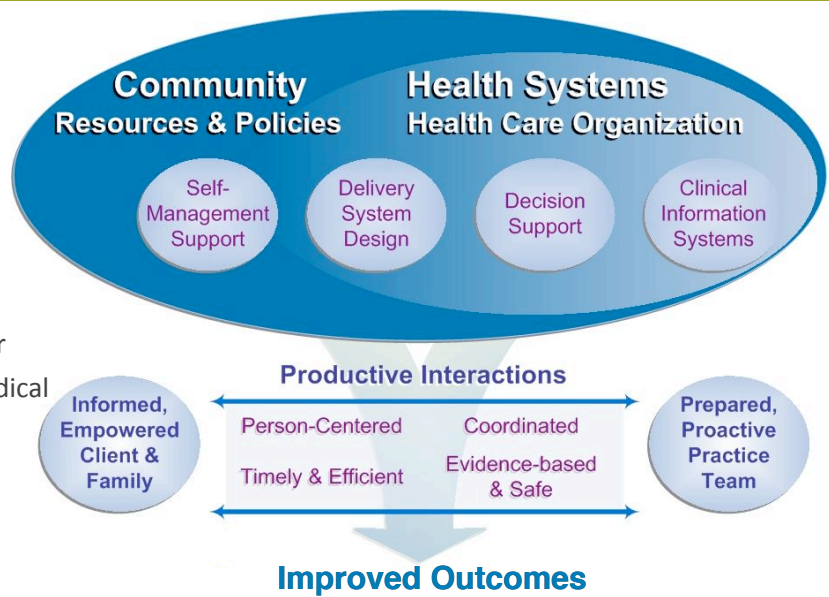 Community
Resources & Policies
Health Systems
Health Care Organization
Self-
Management
Support
Delivery
System
Design
Decision
Support
Clinical
Information
Systems
r
dical
Productive Interactions
Informed,
Empowered
Client &
Family
Person-Centered
Coordinated
Timely & Efficient
Evidence-based
& Safe
Prepared,
Proactive
Practice
Team
Improved Outcomes